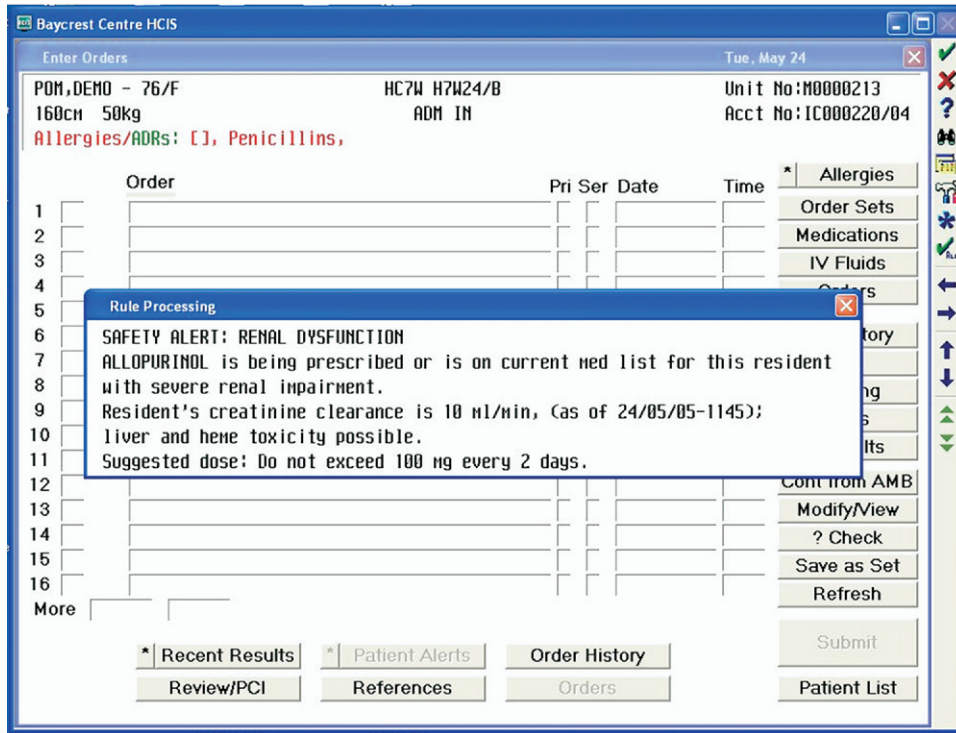 Baycrest Centre HCIS
Enter Orders Tue, May 24
POM,DEMO - 76/F HC7W H7W24/B Unit No:M0000213
160cm 50kg ADM IN Acct No:IC000220/04
Allergies/ADRs: [], Penicillins,
* Allergies
Order Pri Ser Date Time
1 Order Sets
2 Medications
3 IV Fluids
4
5
Rule Processing
SAFETY ALERT: RENAL DYSFUNCTION
6 ALLOPURINOL is being prescribed or is on current med list for this resident
7 with severe renal impairment.
8 Resident's creatinine clearance is 10 ml/min, (as of 24/05/05-1145);
9 liver and heme toxicity possible.
10 Suggested dose: Do not exceed 100 mg every 2 days.
11
12 Cont from AMB
13 Modify/View
14 ? Check
15 Save as Set
16 Refresh
More
Submit
* Recent Results * Patient Alerts Order History
Review/PCI References Orders Patient List